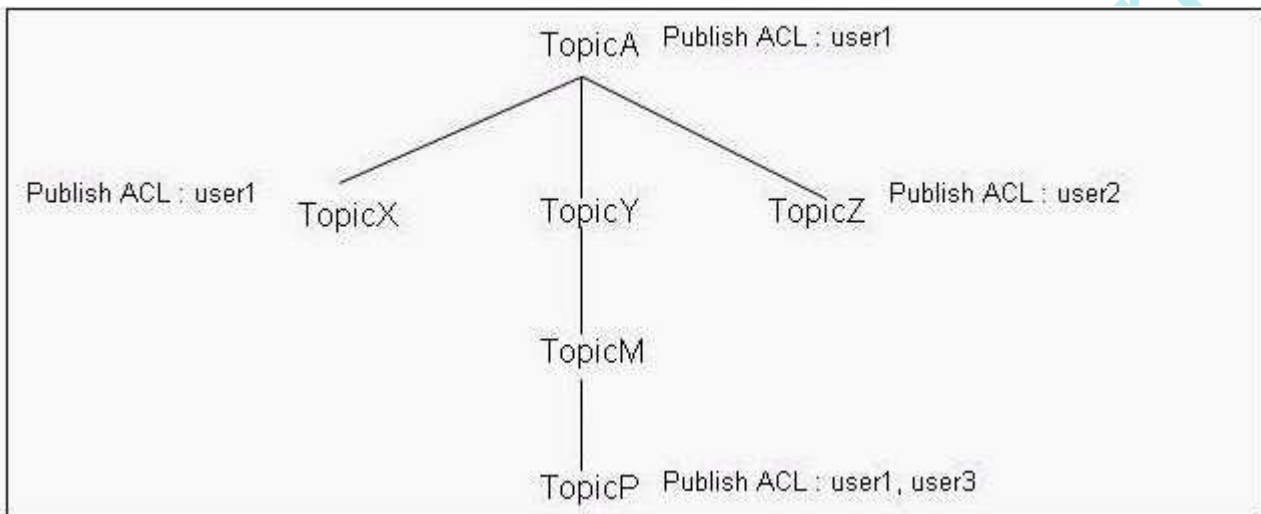 TopicA Publish ACL : user1
Publish ACL : user1 TopicX TopicY TopicZ Publish ACL : user2
TopicM
TopicP Publish ACL : user1, user3